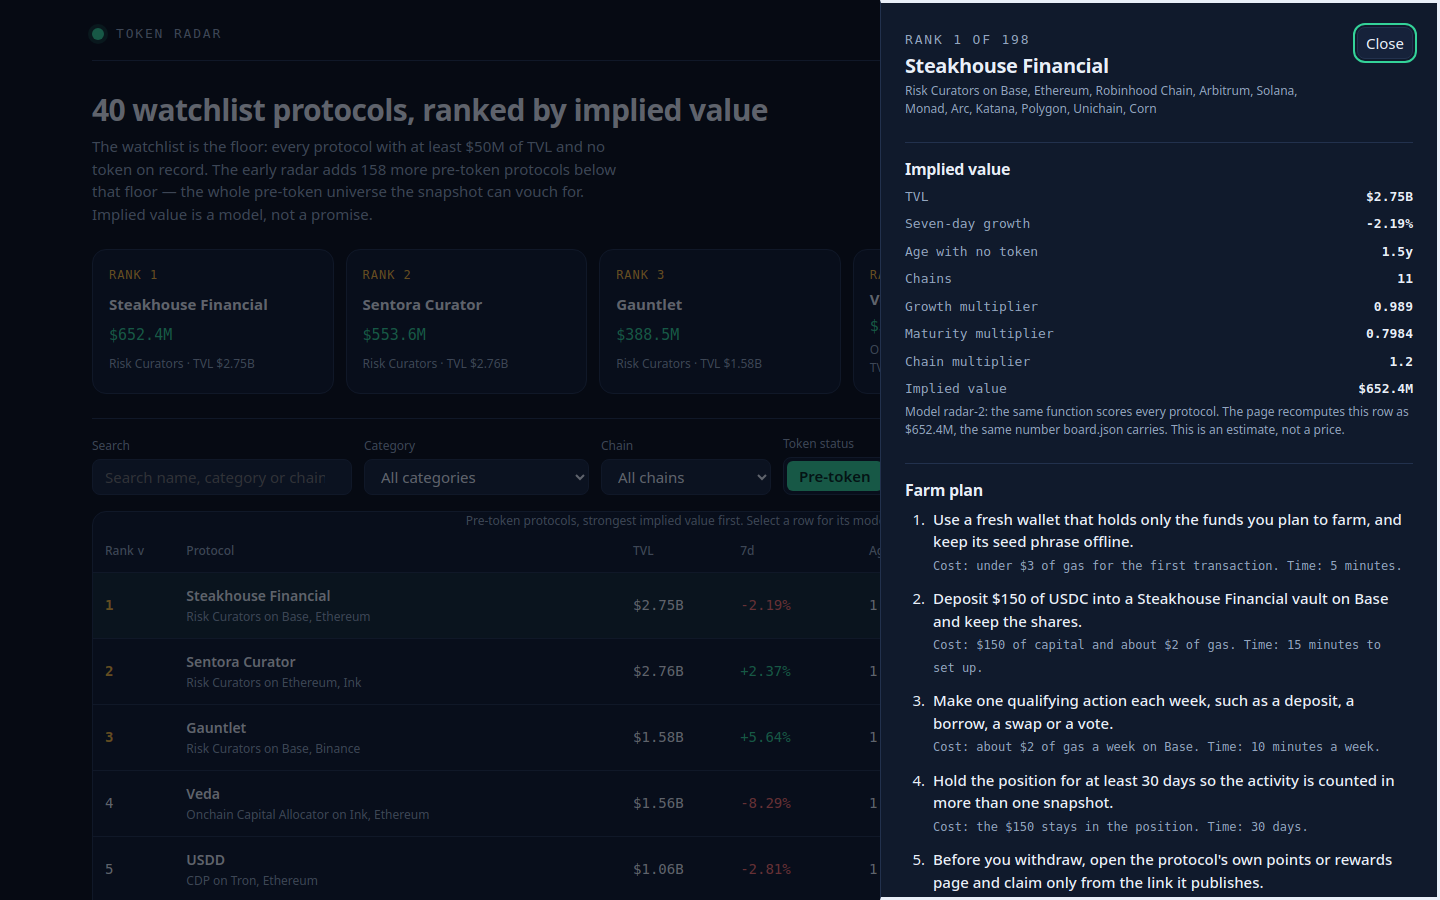 TOKEN RADAR
40 watchlist protocols, ranked by implied value
The watchlist is the floor: every protocol with at least $50M of TVL and no
token on record. The early radar adds 158 more pre-token protocols below
that floor — the whole pre-token universe the snapshot can vouch for.
Implied value is a model, not a promise.
RANK 1
Steakhouse Financial
$652.4M
Risk Curators · TVL $2.75B
RANK 2
Sentora Curator
$553.6M
Risk Curators · TVL $2.76B
RANK 3
Gauntlet
$388.5M
Risk Curators · TVL $1.58B
Search
Search name, category or chain
Category
All categories
Chain
All chains
Token status
Pre-token
Pre-token protocols, strongest implied value first. Select a row for its
Rank v Protocol TVL 7d
1 Steakhouse Financial $2.75B -2.19% 1
Risk Curators on Base, Ethereum
2 Sentora Curator $2.76B +2.37% 1
Risk Curators on Ethereum, Ink
3 Gauntlet $1.58B +5.64% 1
Risk Curators on Base, Binance
4 Veda $1.56B -8.29% 1
Onchain Capital Allocator on Ink, Ethereum
5 USDD $1.06B -2.81% 1
CDP on Tron, Ethereum
RANK 1 OF 198
Close
Steakhouse Financial
Risk Curators on Base, Ethereum, Robinhood Chain, Arbitrum, Solana,
Monad, Arc, Katana, Polygon, Unichain, Corn
Implied value
TVL $2.75B
Seven-day growth -2.19%
Age with no token 1.5y
Chains 11
Growth multiplier 0.989
Maturity multiplier 0.7984
Chain multiplier 1.2
Implied value $652.4M
Model radar-2: the same function scores every protocol. The page recomputes this row as
$652.4M, the same number board.json carries. This is an estimate, not a price.
Farm plan
1. Use a fresh wallet that holds only the funds you plan to farm, and
keep its seed phrase offline.
Cost: under $3 of gas for the first transaction. Time: 5 minutes.
2. Deposit $150 of USDC into a Steakhouse Financial vault on Base
and keep the shares.
Cost: $150 of capital and about $2 of gas. Time: 15 minutes to
set up.
3. Make one qualifying action each week, such as a deposit, a
borrow, a swap or a vote.
Cost: about $2 of gas a week on Base. Time: 10 minutes a week.
4. Hold the position for at least 30 days so the activity is counted in
more than one snapshot.
Cost: the $150 stays in the position. Time: 30 days.
5. Before you withdraw, open the protocol's own points or rewards
page and claim only from the link it publishes.